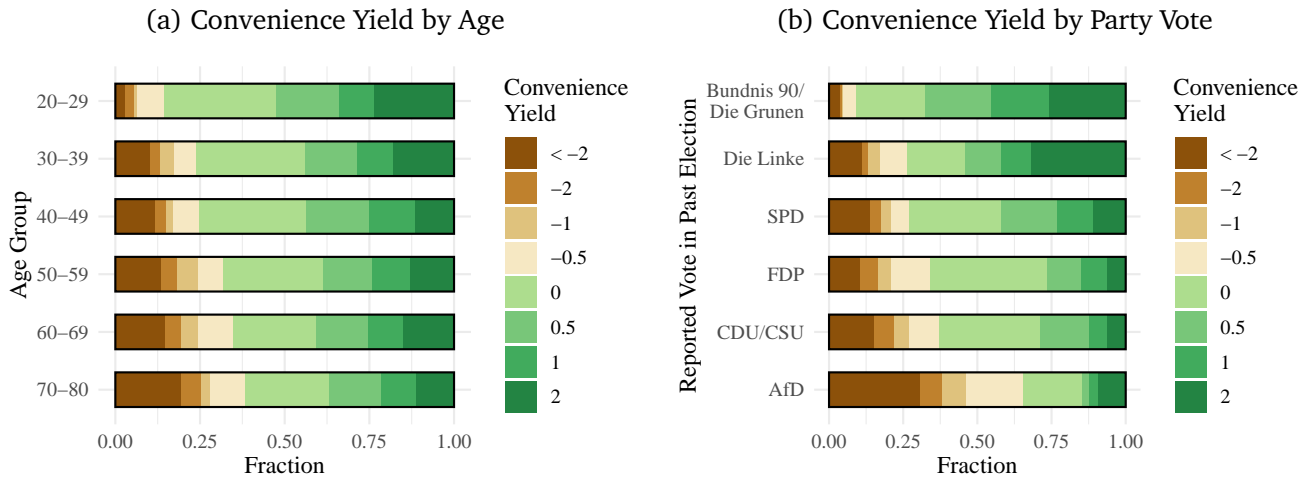 (a) Convenience Yield by Age
Age Group
20–29
30–39
40–49
50–59
60–69
70–80
0.00 0.25 0.50 0.75 1.00
Fraction
Convenience
Yield
< −2
−2
−1
−0.5
0
0.5
1
2
(b) Convenience Yield by Party Vote
Reported Vote in Past Election
Bundnis 90/
Die Grunen
Die Linke
SPD
FDP
CDU/CSU
AfD
0.00 0.25 0.50 0.75 1.00
Fraction
Convenience
Yield
< −2
−2
−1
−0.5
0
0.5
1
2